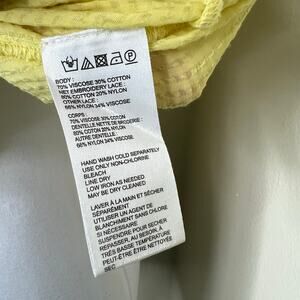 BODY :
70% VISCOSE 30% COTTON
NET EMBROIDERY LACE :
80% COTTON 20% NYLON
OTHER LACE :
66% NYLON 34% VISCOSE
CORPS :
70% VISCOSE 30% COTON
DENTELLE NETTE DE BRODERIE :
80% COTON 20% NYLON
AUTRE DENTELLE :
66% NYLON 34% VISCOSE
HAND WASH COLD SEPARATELY
USE ONLY NON-CHLORINE
BLEACH
LINE DRY
LOW IRON AS NEEDED
MAY BE DRY CLEANED
LAVER À LA MAIN ET SÉCHER
SÉPARÉMENT
UTILISER UN AGENT DE
BLANCHIMENT SANS CHLORE
SUSPENDRE POUR SÉCHER
REPASSER, AU BESOIN, À
TRÈS BASSE TEMPÉRATURE
PEUT-ÊTRE ÊTRE NETTOYÉS
SEC